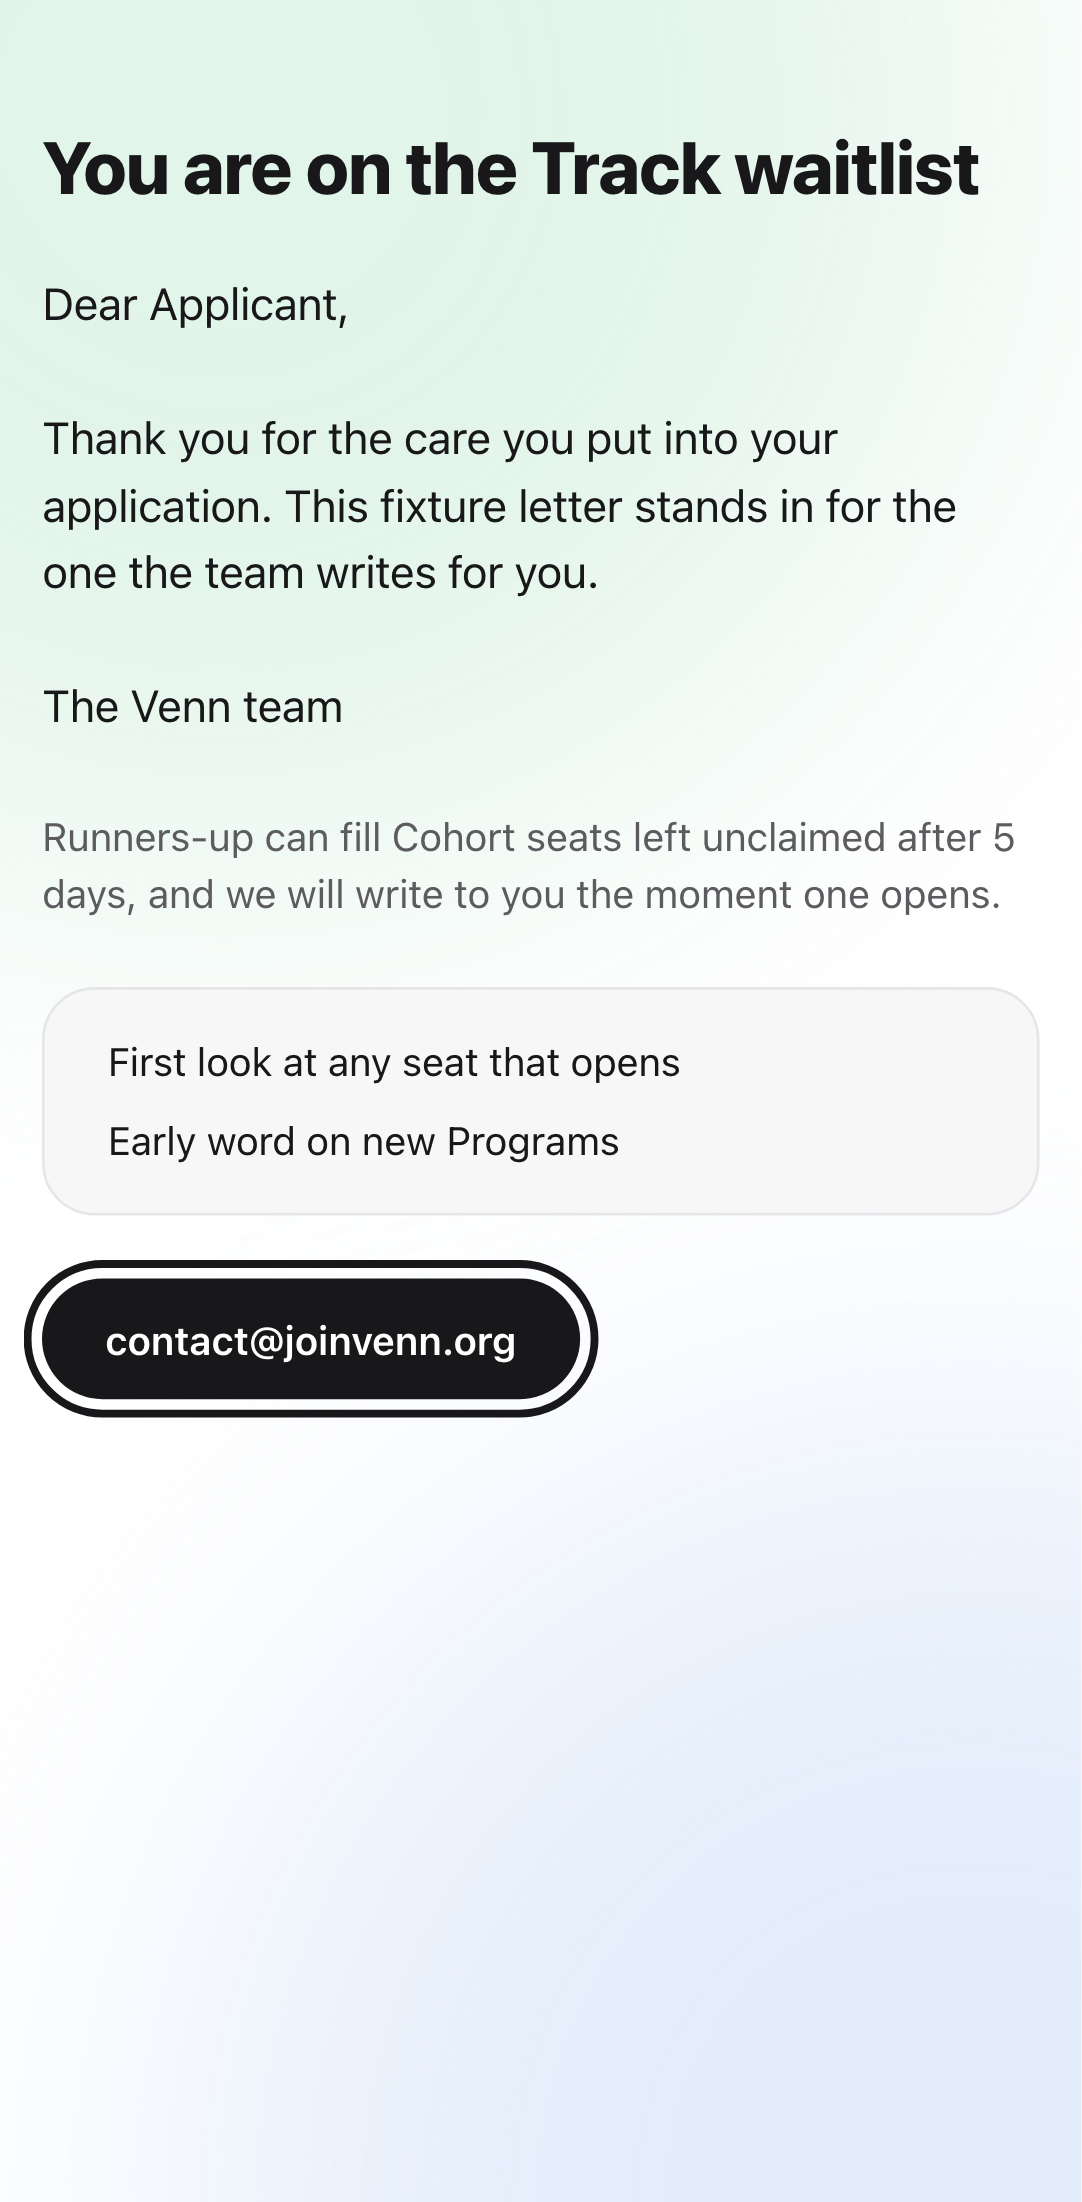 You are on the Track waitlist
Dear Applicant,
Thank you for the care you put into your
application. This fixture letter stands in for the
one the team writes for you.
The Venn team
Runners-up can fill Cohort seats left unclaimed after 5
days, and we will write to you the moment one opens.
First look at any seat that opens
Early word on new Programs
contact@joinvenn.org